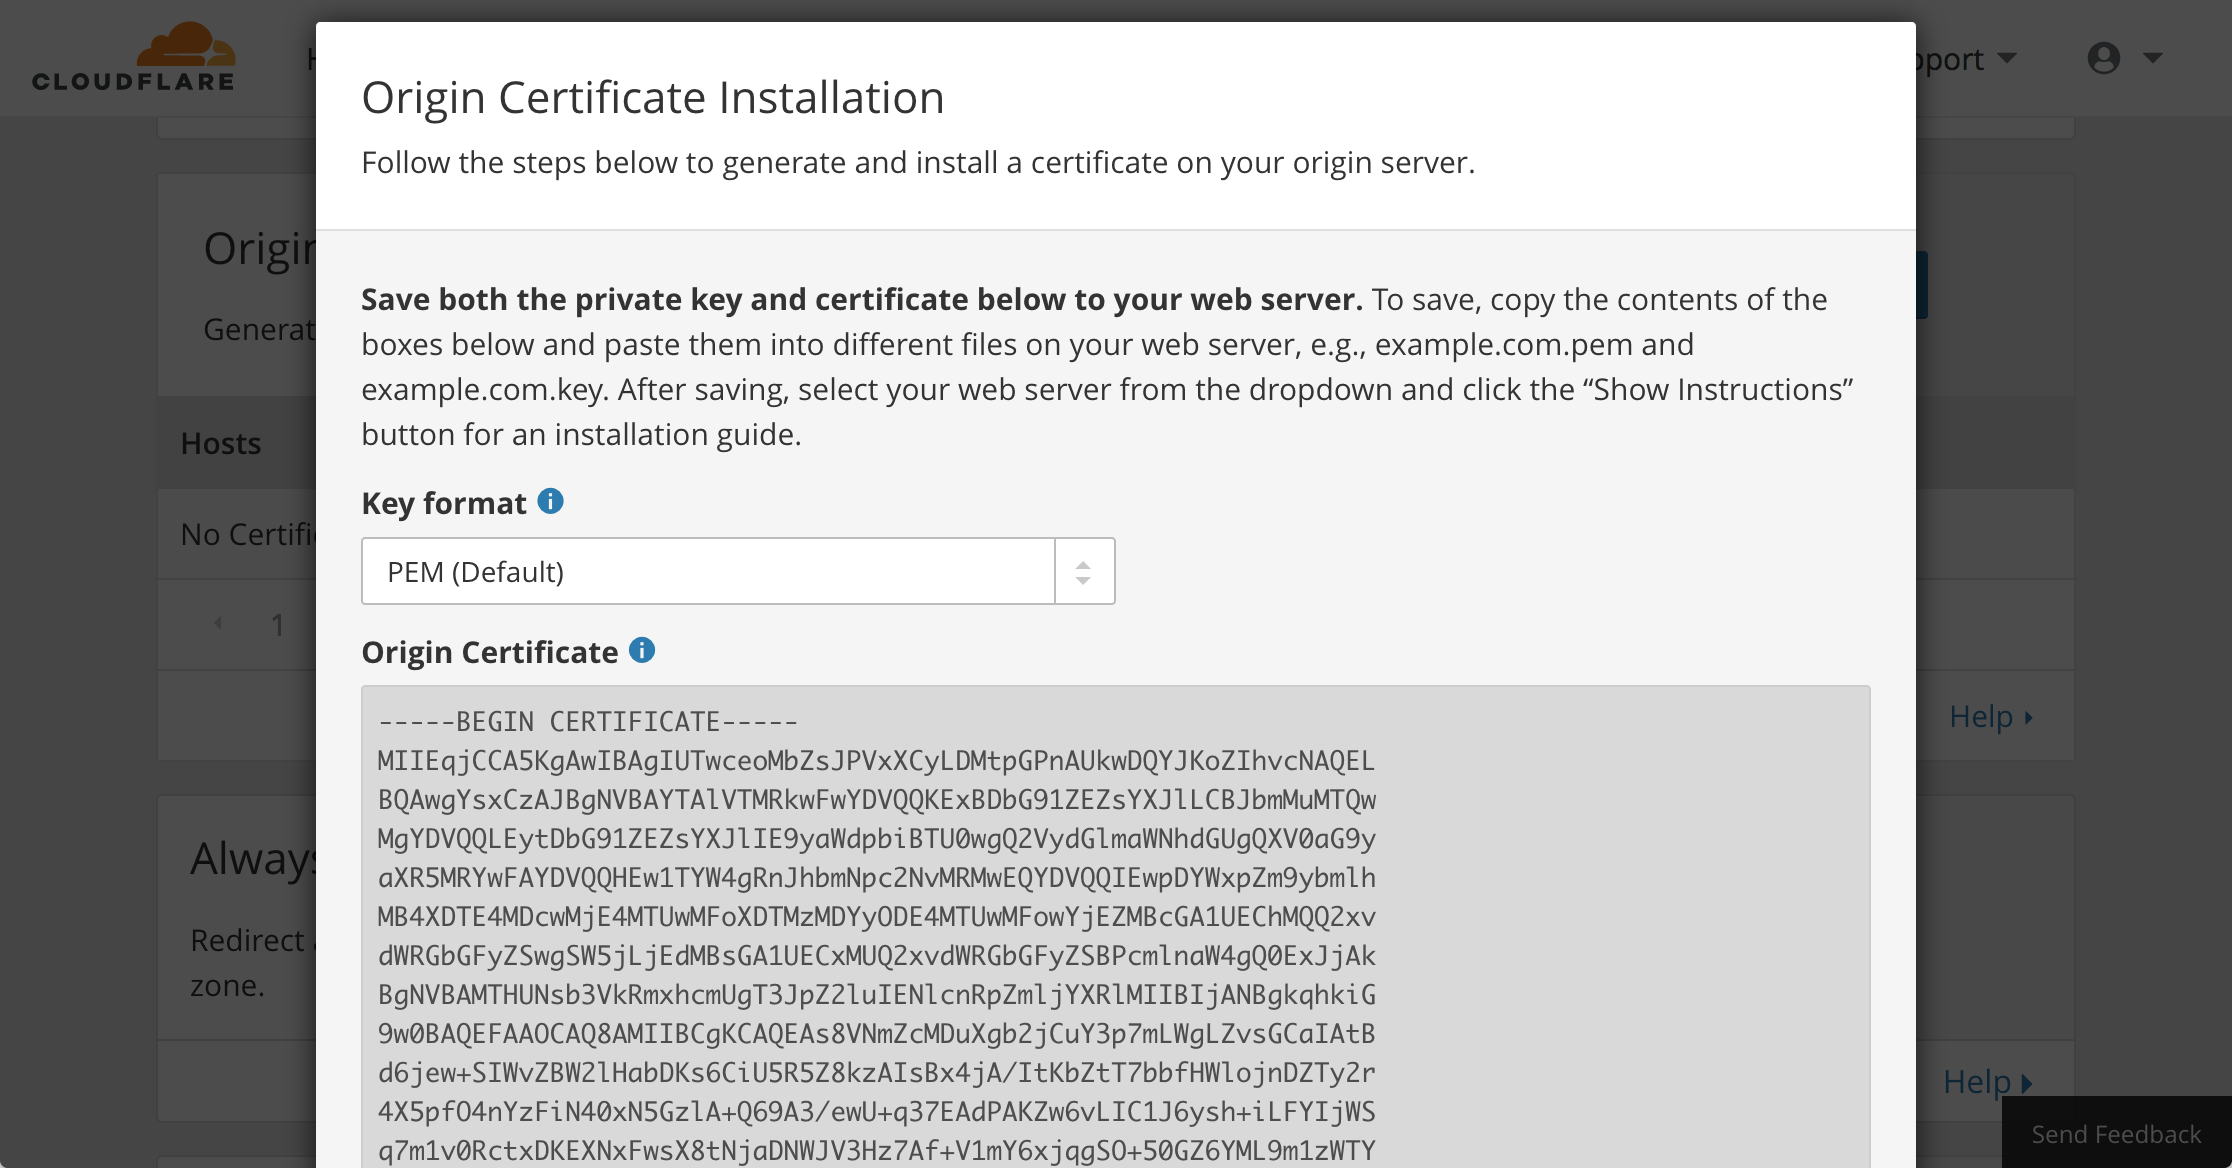 CLOUDFLARE
pport
Origin Certificate Installation
Follow the steps below to generate and install a certificate on your origin server.
Origin
Generat
Save both the private key and certificate below to your web server. To save, copy the contents of the
boxes below and paste them into different files on your web server, e.g., example.com.pem and
example.com.key. After saving, select your web server from the dropdown and click the “Show Instructions”
button for an installation guide.
Hosts
Key format
No Certifi
PEM (Default)
1
Origin Certificate
Help
-----BEGIN CERTIFICATE-----
MIIEqjCCA5KgAwIBAgIUTwceoMbZsJPVxXCyLDMtpGPnAUkwDQYJKoZIhvcNAQEL
BQAwgYsxCzAJBgNVBAYTAlVTMRkwFwYDVQQKExBDbG91ZEZsYXJlLCBJbmMuMTQw
MgYDVQQLEytDbG91ZEZsYXJlIE9yaWdpbiBTU0wgQ2VydGlmaWNhdGUgQXV0aG9y
aXR5MRYwFAYDVQQHEw1TYW4gRnJhbmNpc2NvMRMwEQYDVQQIEwpDYWxpZm9ybmlh
MB4XDTE4MDcwMjE4MTUwMFoXDTMzMDYyODE4MTUwMFowYjEZMBcGA1UEChMQQ2xv
dWRGbGFyZSwgSW5jLjEdMBsGA1UECxMUQ2xvdWRGbGFyZSBPcmlnaW4gQ0ExJjAk
BgNVBAMTHUNsb3VkRmxhcmUgT3JpZ2luIENlcnRpZmljYXRlMIIBIjANBgkqhkiG
9w0BAQEFAAOCAQ8AMIIBCgKCAQEAs8VNmZcMDuXgb2jCuY3p7mLWgLZvsGCaIAtB
d6jew+SIWvZBW2lHabDKs6CiU5R5Z8kzAIsBx4jA/ItKbZtT7bbfHWlojnDZTy2r
4X5pfO4nYzFiN40xN5GzlA+Q69A3/ewU+q37EAdPAKZw6vLIC1J6ysh+iLFYIjWS
q7m1v0RctxDKEXNxFwsX8tNjaDNWJV3Hz7Af+V1mY6xjqgSO+50GZ6YML9m1zWTY
Always
Redirect
zone.
Help
Send Feedback